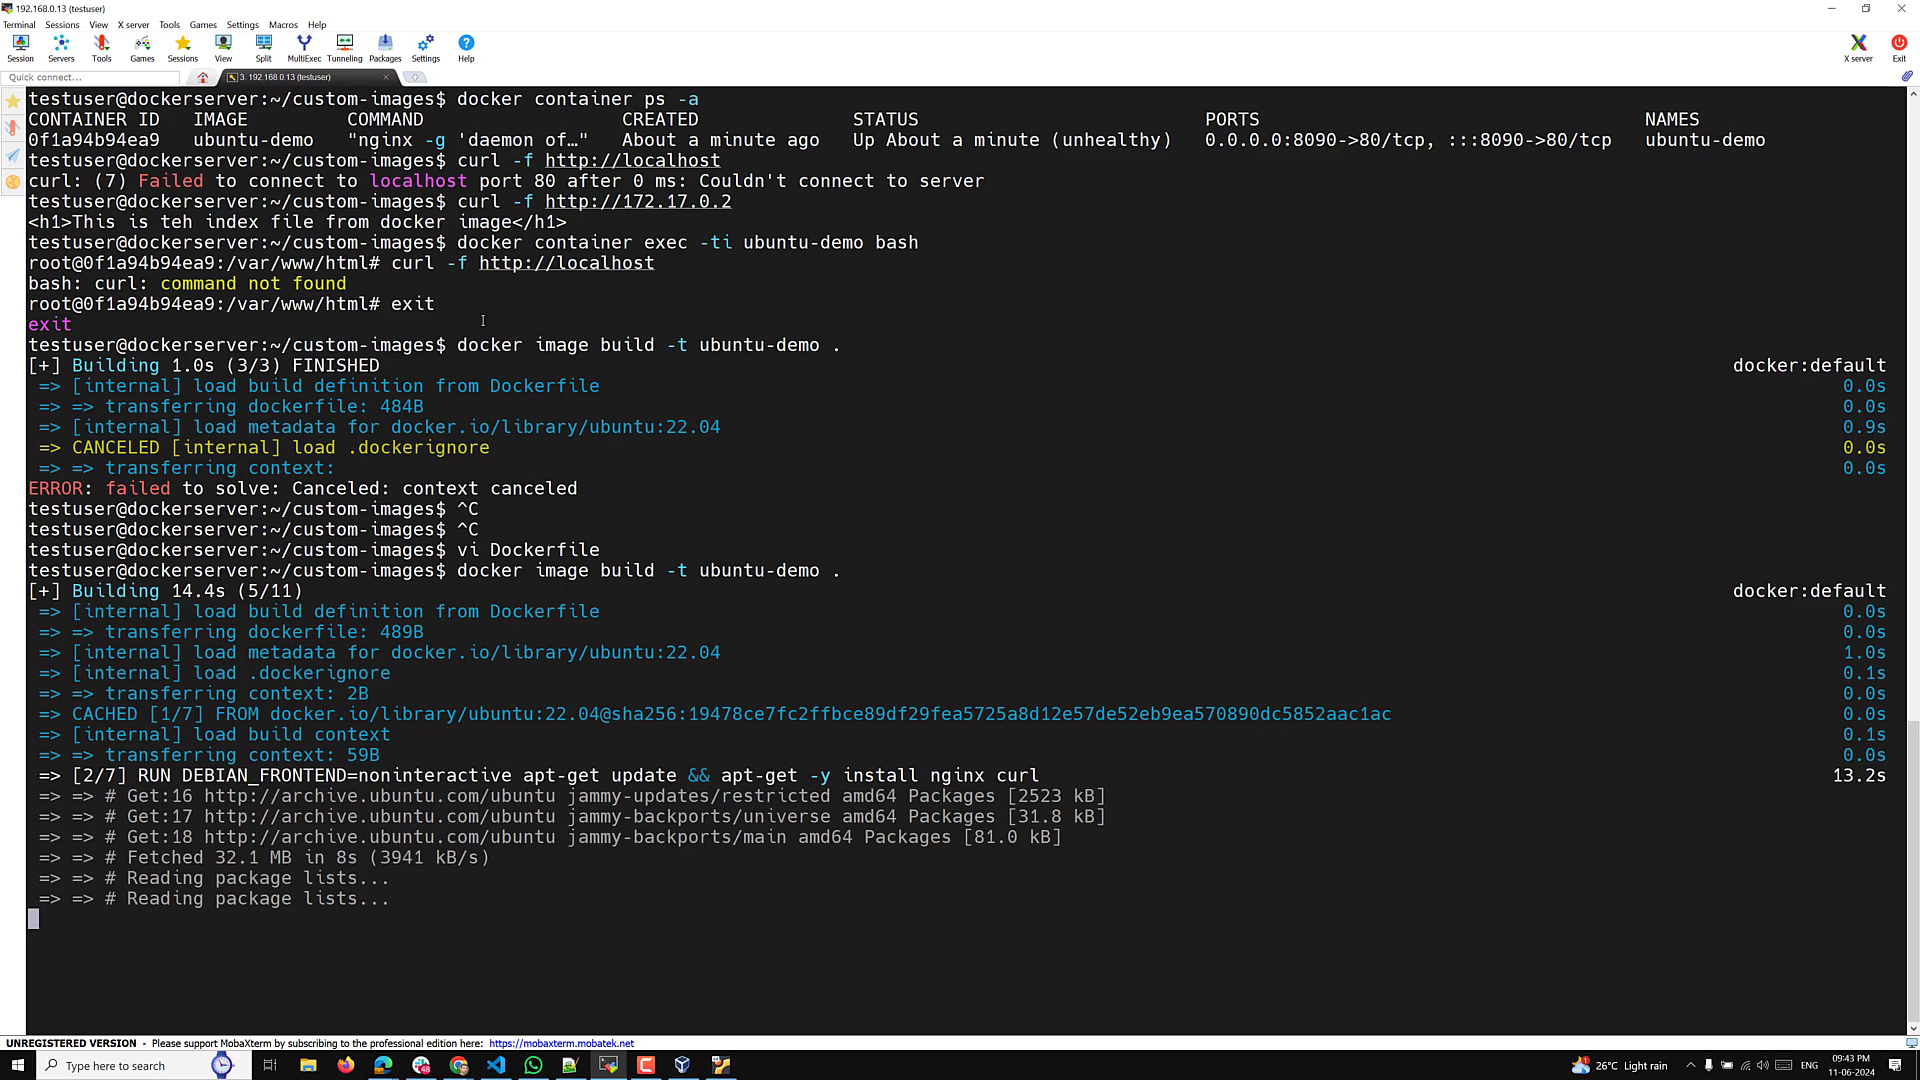 192.168.0.13 (testuser)
Terminal Sessions View X server Tools Games Settings Macros Help
Session Servers Tools Games Sessions View Split MultiExec Tunneling Packages Settings Help X server Exit
Quick connect... 3. 192.168.0.13 (testuser)
testuser@dockerserver:~/custom-images$ docker container ps -a
CONTAINER ID IMAGE COMMAND CREATED STATUS PORTS NAMES
0f1a94b94ea9 ubuntu-demo "nginx -g 'daemon of…" About a minute ago Up About a minute (unhealthy) 0.0.0.0:8090->80/tcp, :::8090->80/tcp ubuntu-demo
testuser@dockerserver:~/custom-images$ curl -f http://localhost
curl: (7) Failed to connect to localhost port 80 after 0 ms: Couldn't connect to server
testuser@dockerserver:~/custom-images$ curl -f http://172.17.0.2
<h1>This is teh index file from docker image</h1>
testuser@dockerserver:~/custom-images$ docker container exec -ti ubuntu-demo bash
root@0f1a94b94ea9:/var/www/html# curl -f http://localhost
bash: curl: command not found
root@0f1a94b94ea9:/var/www/html# exit
exit
testuser@dockerserver:~/custom-images$ docker image build -t ubuntu-demo .
[+] Building 1.0s (3/3) FINISHED docker:default
=> [internal] load build definition from Dockerfile 0.0s
=> => transferring dockerfile: 484B 0.0s
=> [internal] load metadata for docker.io/library/ubuntu:22.04 0.9s
=> CANCELED [internal] load .dockerignore 0.0s
=> => transferring context: 0.0s
ERROR: failed to solve: Canceled: context canceled
testuser@dockerserver:~/custom-images$ ^C
testuser@dockerserver:~/custom-images$ ^C
testuser@dockerserver:~/custom-images$ vi Dockerfile
testuser@dockerserver:~/custom-images$ docker image build -t ubuntu-demo .
[+] Building 14.4s (5/11) docker:default
=> [internal] load build definition from Dockerfile 0.0s
=> => transferring dockerfile: 489B 0.0s
=> [internal] load metadata for docker.io/library/ubuntu:22.04 1.0s
=> [internal] load .dockerignore 0.1s
=> => transferring context: 2B 0.0s
=> CACHED [1/7] FROM docker.io/library/ubuntu:22.04@sha256:19478ce7fc2ffbce89df29fea5725a8d12e57de52eb9ea570890dc5852aac1ac 0.0s
=> [internal] load build context 0.1s
=> => transferring context: 59B 0.0s
=> [2/7] RUN DEBIAN_FRONTEND=noninteractive apt-get update && apt-get -y install nginx curl 13.2s
=> => # Get:16 http://archive.ubuntu.com/ubuntu jammy-updates/restricted amd64 Packages [2523 kB]
=> => # Get:17 http://archive.ubuntu.com/ubuntu jammy-backports/universe amd64 Packages [31.8 kB]
=> => # Get:18 http://archive.ubuntu.com/ubuntu jammy-backports/main amd64 Packages [81.0 kB]
=> => # Fetched 32.1 MB in 8s (3941 kB/s)
=> => # Reading package lists...
=> => # Reading package lists...
UNREGISTERED VERSION - Please support MobaXterm by subscribing to the professional edition here: https://mobaxterm.mobatek.net
Type here to search 48 26°C Light rain ENG 09:43 PM
11-06-2024